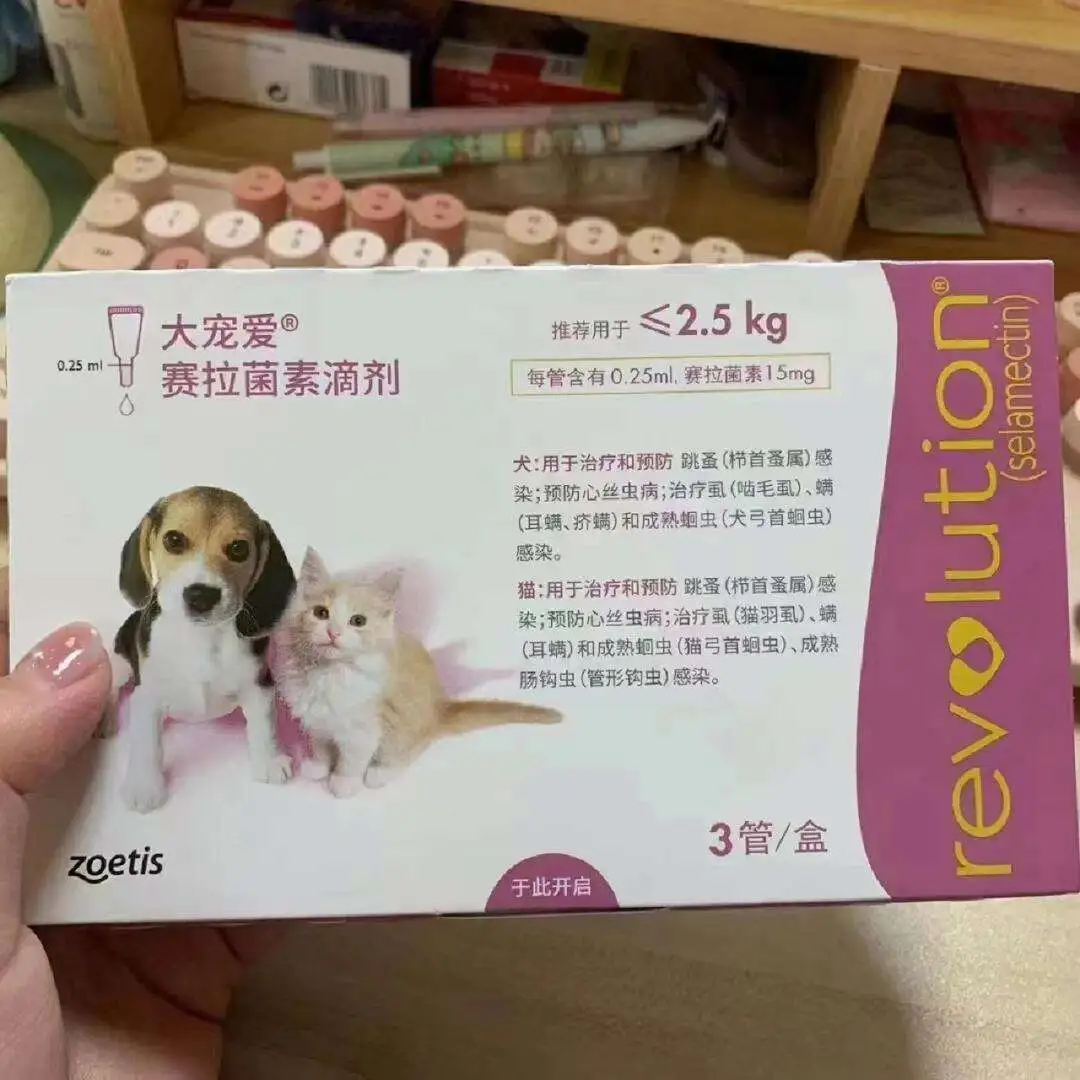 0.25 ml
大宠爱®
赛拉菌素滴剂
推荐用于 ≤2.5 kg
每管含有 0.25ml, 赛拉菌素15mg
犬:用于治疗和预防 跳蚤(栉首蚤属)感
染;预防心丝虫病;治疗虱(啮毛虱)、螨
(耳螨、疥螨)和成熟蛔虫(犬弓首蛔虫)
感染。
猫:用于治疗和预防 跳蚤(栉首蚤属)感
染;预防心丝虫病;治疗虱(猫羽虱)、螨
(耳螨)和成熟蛔虫(猫弓首蛔虫)、成熟
肠钩虫(管形钩虫)感染。
3管/盒
zoetis
于此开启
revolution®
(selamectin)